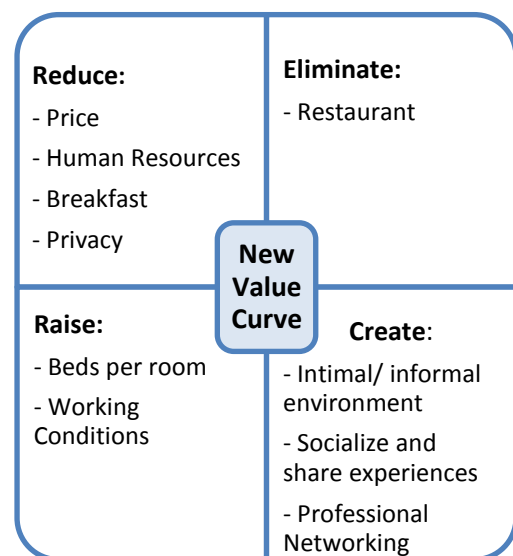 Reduce:
- Price
- Human Resources
- Breakfast
- Privacy
Eliminate:
- Restaurant
New
Value
Curve
Raise:
- Beds per room
- Working
Conditions
Create:
- Intimal/ informal
environment
- Socialize and
share experiences
- Professional
Networking